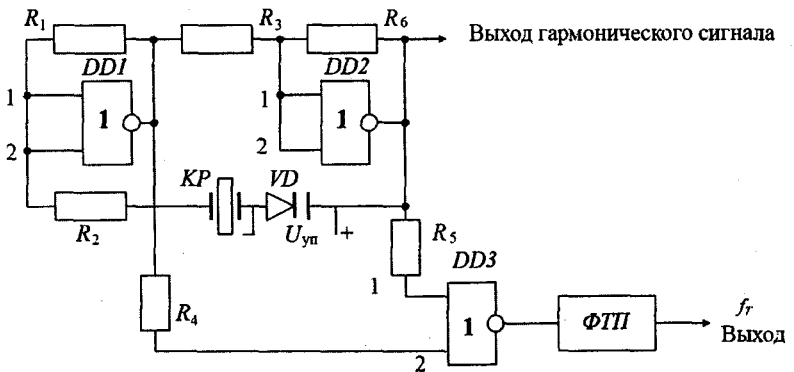 R1 R3 R6 Выход гармонического сигнала
DD1 DD2
1 1
1 1
2 2
KP VD
R2 Uуп + R5
DD3
1
R4 1 ФТП fг
Выход
2